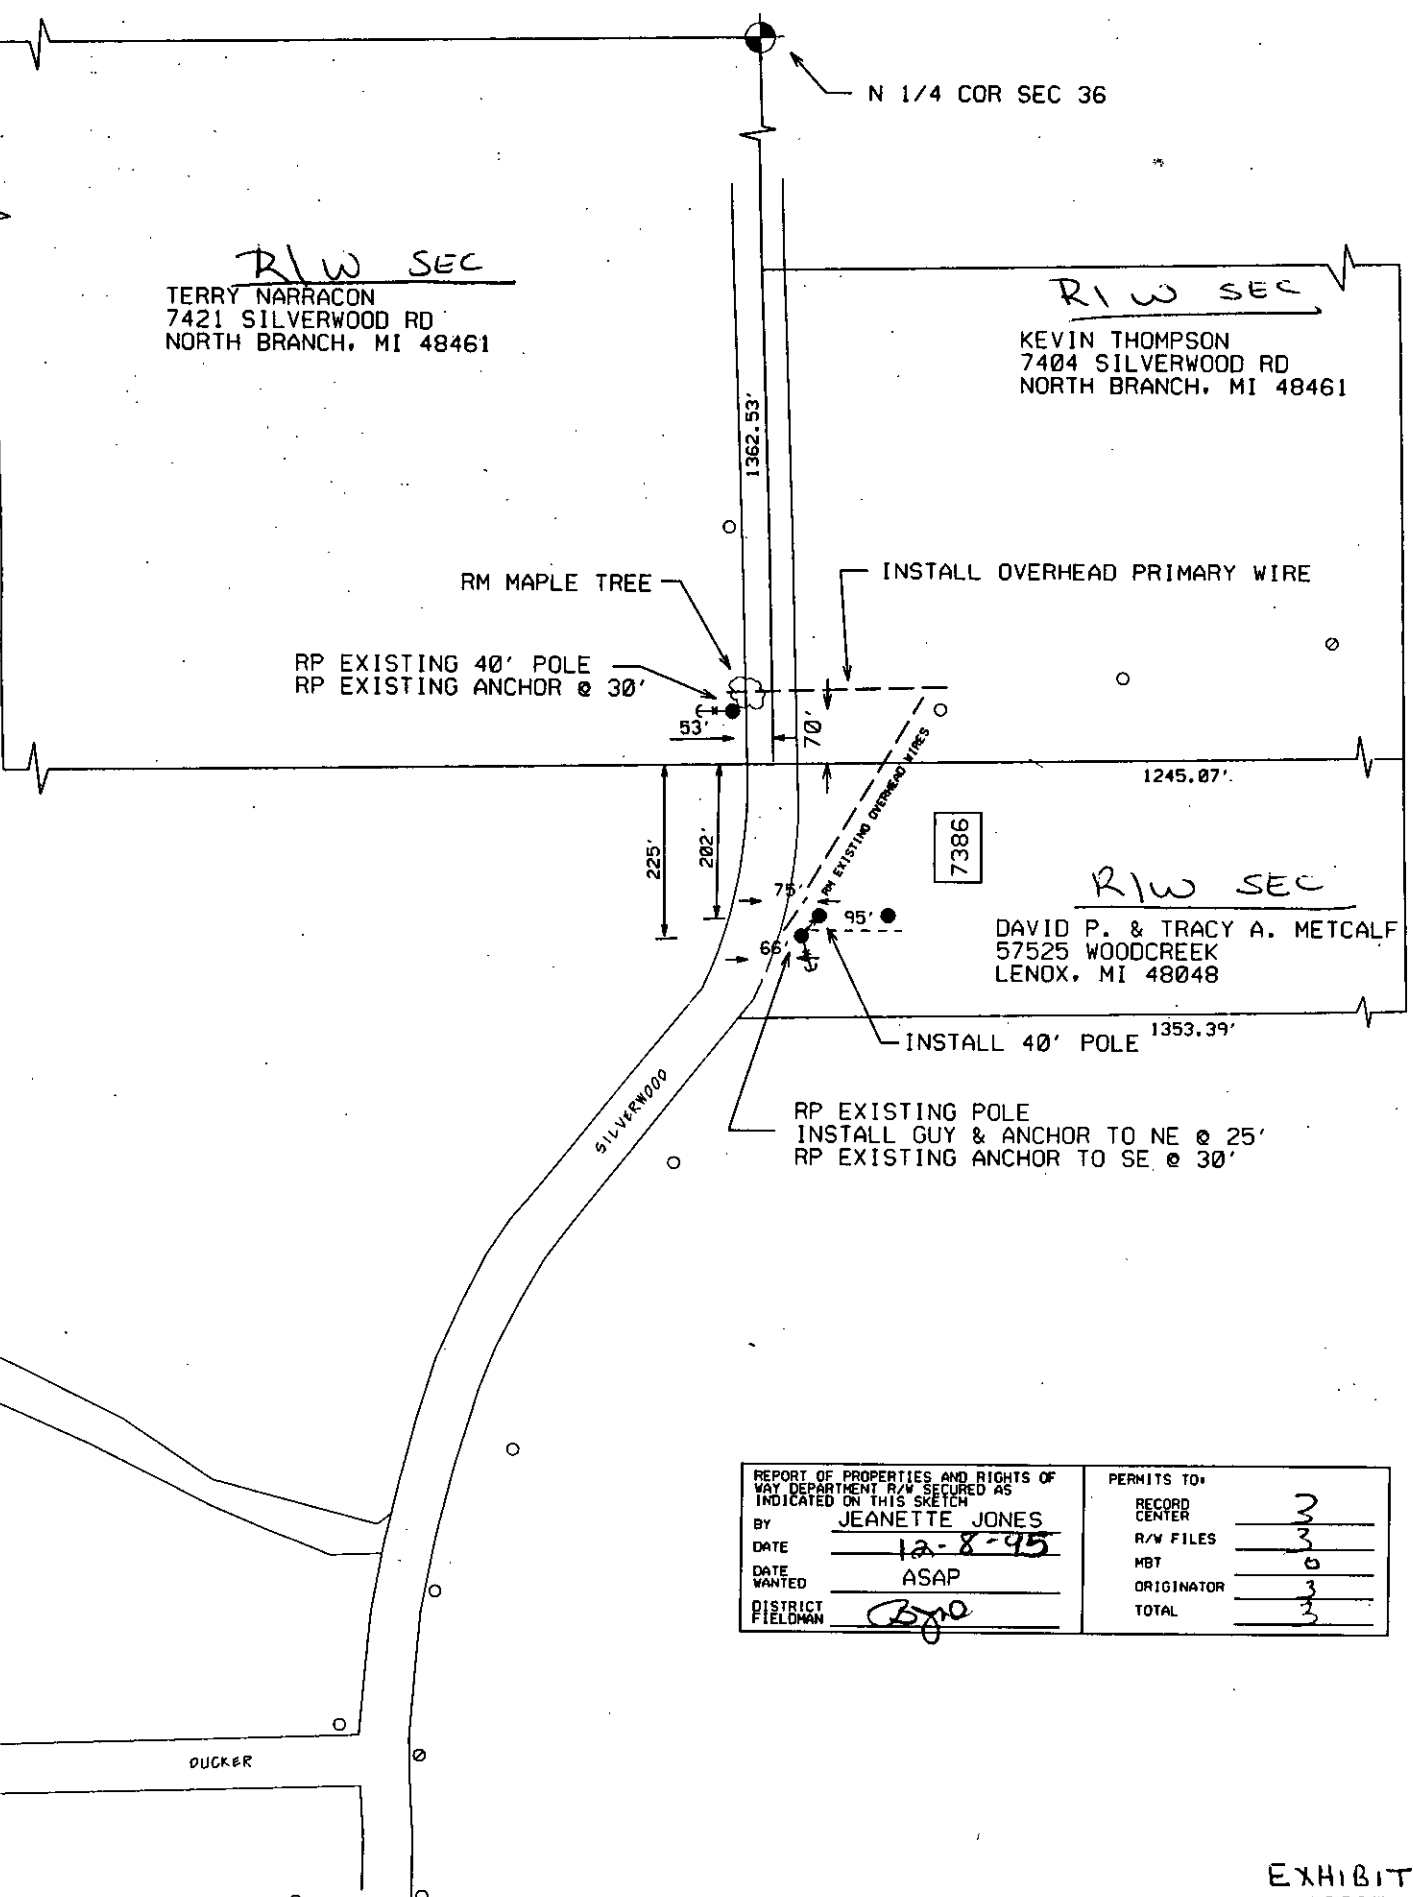 N 1/4 COR SEC 36
R/W SEC
TERRY NARRACON
7421 SILVERWOOD RD
NORTH BRANCH, MI 48461
R/W SEC
KEVIN THOMPSON
7404 SILVERWOOD RD
NORTH BRANCH, MI 48461
1362.53'
RM MAPLE TREE
INSTALL OVERHEAD PRIMARY WIRE
RP EXISTING 40' POLE
RP EXISTING ANCHOR @ 30'
53'
70'
1245.07'
RM EXISTING OVERHEAD WIRES
225'
202'
7386
75'
95'
66'
R/W SEC
DAVID P. & TRACY A. METCALF
57525 WOODCREEK
LENOX, MI 48048
1353.39'
INSTALL 40' POLE
RP EXISTING POLE
INSTALL GUY & ANCHOR TO NE @ 25'
RP EXISTING ANCHOR TO SE @ 30'
SILVERWOOD
REPORT OF PROPERTIES AND RIGHTS OF
WAY DEPARTMENT R/W SECURED AS
INDICATED ON THIS SKETCH
BY JEANETTE JONES
DATE 12-8-95
DATE WANTED ASAP
DISTRICT FIELDMAN
PERMITS TO:
RECORD CENTER 3
R/W FILES 3
MBT 0
ORIGINATOR 3
TOTAL 3
DUCKER
EXHIBIT